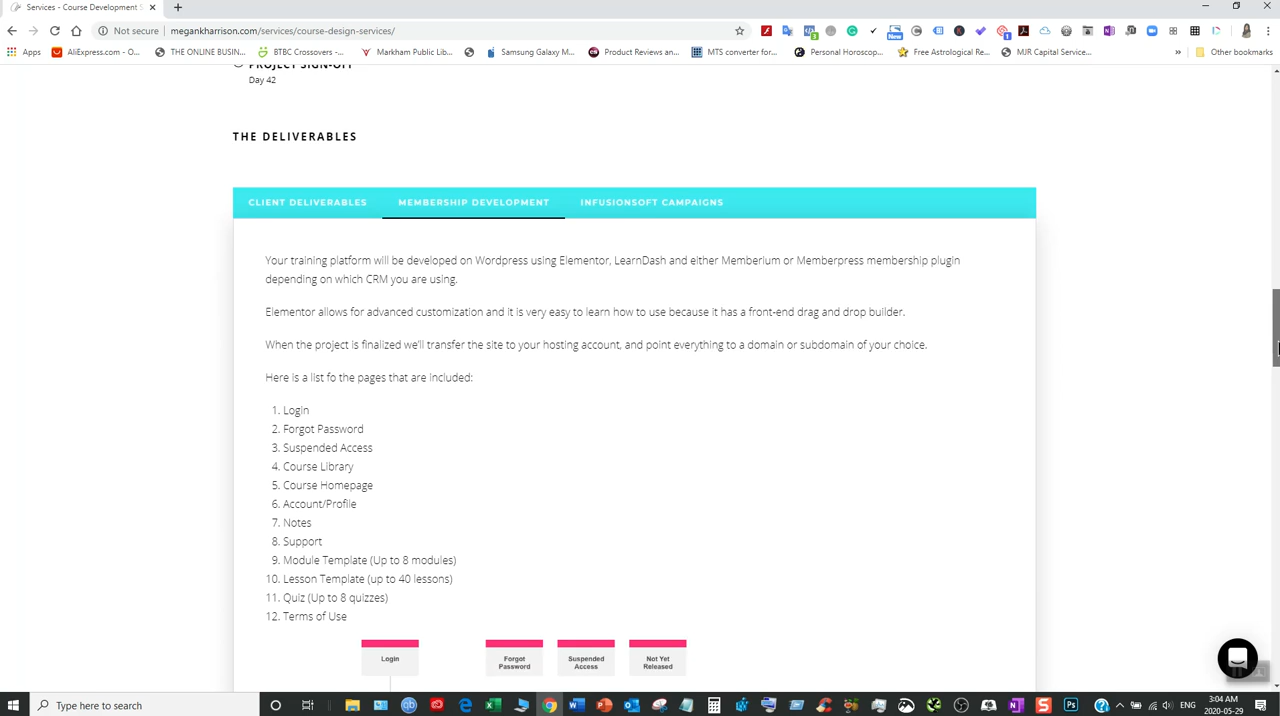 Services - Course Development S
Not secure | megankharrison.com/services/course-design-services/
Apps
AliExpress.com - O...
THE ONLINE BUSIN...
BTBC Crossovers -...
Markham Public Lib...
Samsung Galaxy M...
Product Reviews an...
MTS converter for...
Personal Horoscop...
Free Astrological Re...
MJR Capital Service...
Other bookmarks
PROJECT SIGN-OFF
Day 42
THE DELIVERABLES
CLIENT DELIVERABLES
MEMBERSHIP DEVELOPMENT
INFUSIONSOFT CAMPAIGNS
Your training platform will be developed on Wordpress using Elementor, LearnDash and either Memberium or Memberpress membership plugin
depending on which CRM you are using.
Elementor allows for advanced customization and it is very easy to learn how to use because it has a front-end drag and drop builder.
When the project is finalized we'll transfer the site to your hosting account, and point everything to a domain or subdomain of your choice.
Here is a list fo the pages that are included:
1. Login
2. Forgot Password
3. Suspended Access
4. Course Library
5. Course Homepage
6. Account/Profile
7. Notes
8. Support
9. Module Template (Up to 8 modules)
10. Lesson Template (up to 40 lessons)
11. Quiz (Up to 8 quizzes)
12. Terms of Use
Login
Forgot
Password
Suspended
Access
Not Yet
Released
Type here to search
ENG
3:04 AM
2020-05-29